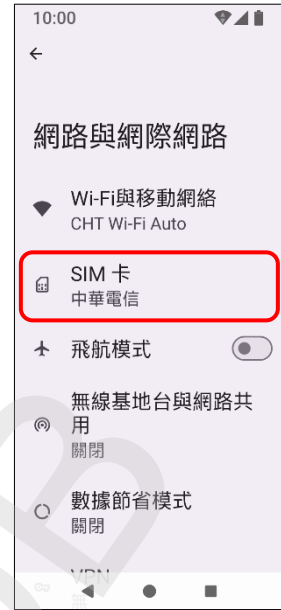 10:00
網路與網際網路
Wi-Fi與移動網絡
CHT Wi-Fi Auto
SIM 卡
中華電信
飛航模式
無線基地台與網路共
用
關閉
數據節省模式
關閉
VPN